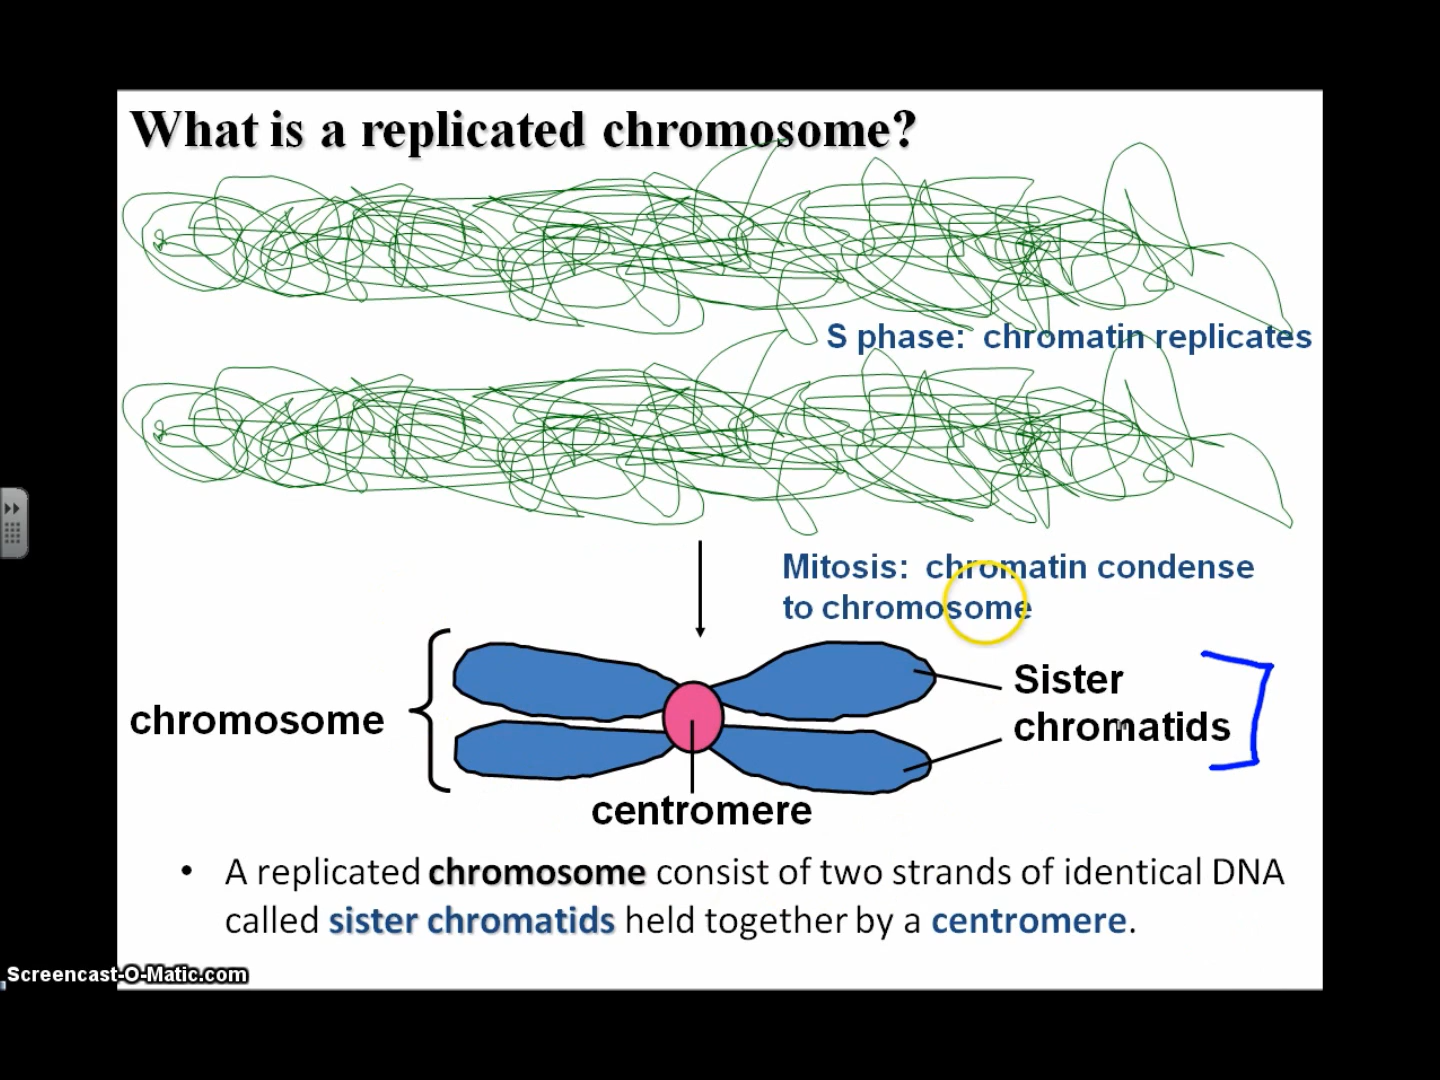 What is a replicated chromosome?
S phase: chromatin replicates
Mitosis: chromatin condense
to chromosome
chromosome
Sister
chromatids
centromere
• A replicated chromosome consist of two strands of identical DNA
called sister chromatids held together by a centromere.
Screencast-O-Matic.com